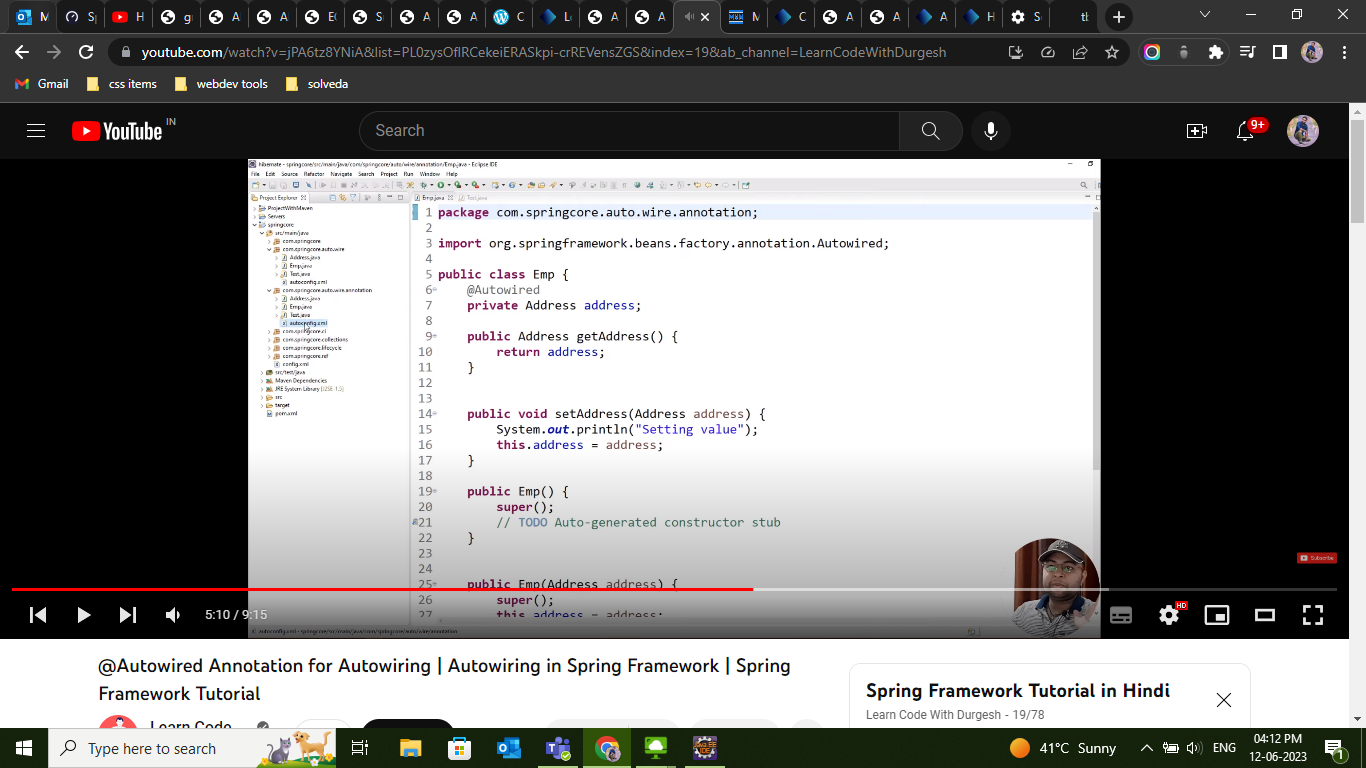 M
S
H
g
A
A
E
S
A
A
C
L
A
A
M
C
A
A
A
H
S
youtube.com/watch?v=jPA6tz8YNiA&list=PL0zysOflRCekeiERASkpi-crREVensZGS&index=19&ab_channel=LearnCodeWithDurgesh
Gmail css items webdev tools solveda
YouTube IN
Search
9+
hibernate - springcore/src/main/java/com/springcore/auto/wire/annotation/Emp.java - Eclipse IDE
File Edit Source Refactor Navigate Search Project Run Window Help
Project Explorer
ProjectWithMaven
Servers
springcore
src/main/java
com.springcore
com.springcore.auto.wire
Address.java
Emp.java
Test.java
autoconfig.xml
com.springcore.auto.wire.annotation
Address.java
Emp.java
Test.java
autoconfig.xml
com.springcore.ci
com.springcore.collections
com.springcore.lifecycle
com.springcore.ref
config.xml
src/test/java
Maven Dependencies
JRE System Library [J2SE-1.5]
src
target
pom.xml
Emp.java Test.java
1 package com.springcore.auto.wire.annotation;
2
3 import org.springframework.beans.factory.annotation.Autowired;
4
5 public class Emp {
6 @Autowired
7 private Address address;
8
9 public Address getAddress() {
10 return address;
11 }
12
13
14 public void setAddress(Address address) {
15 System.out.println("Setting value");
16 this.address = address;
17 }
18
19 public Emp() {
20 super();
21 // TODO Auto-generated constructor stub
22 }
23
24
25 public Emp(Address address) {
26 super();
27 this.address = address;
autoconfig.xml - springcore/src/main/java/com/springcore/auto/wire/annotation
Subscribe
5:10 / 9:15
HD
@Autowired Annotation for Autowiring | Autowiring in Spring Framework | Spring
Framework Tutorial
Learn Code
Spring Framework Tutorial in Hindi
Learn Code With Durgesh - 19/78
Type here to search
41°C Sunny
ENG
04:12 PM
12-06-2023
1